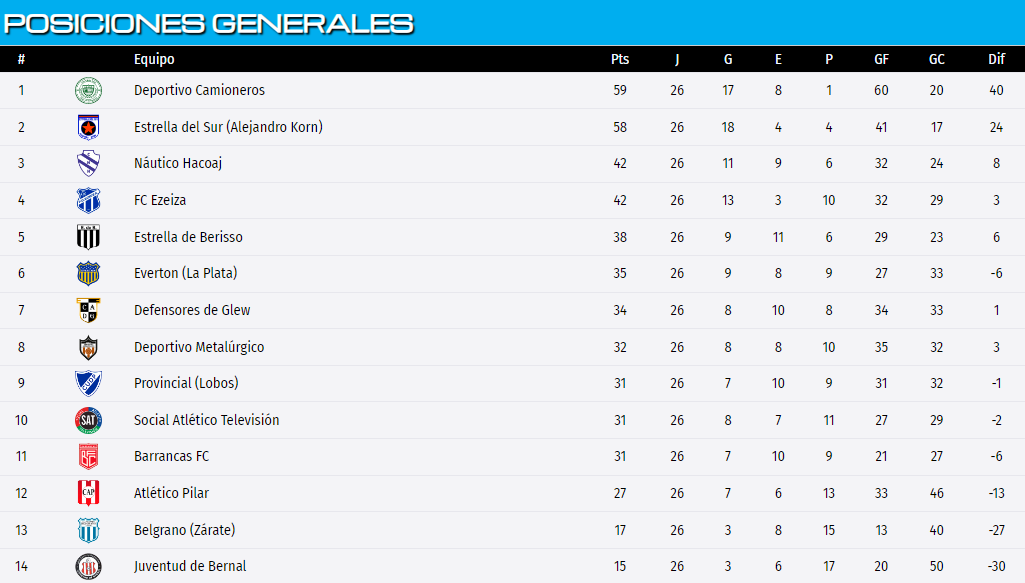 POSICIONES GENERALES
# Equipo Pts J G E P GF GC Dif
1 Deportivo Camioneros 59 26 17 8 1 60 20 40
2 Estrella del Sur (Alejandro Korn) 58 26 18 4 4 41 17 24
3 Náutico Hacoaj 42 26 11 9 6 32 24 8
4 FC Ezeiza 42 26 13 3 10 32 29 3
5 Estrella de Berisso 38 26 9 11 6 29 23 6
6 Everton (La Plata) 35 26 9 8 9 27 33 -6
7 Defensores de Glew 34 26 8 10 8 34 33 1
8 Deportivo Metalúrgico 32 26 8 8 10 35 32 3
9 Provincial (Lobos) 31 26 7 10 9 31 32 -1
10 SAT Social Atlético Televisión 31 26 8 7 11 27 29 -2
11 Barrancas FC 31 26 7 10 9 21 27 -6
12 CAP Atlético Pilar 27 26 7 6 13 33 46 -13
13 Belgrano (Zárate) 17 26 3 8 15 13 40 -27
14 Juventud de Bernal 15 26 3 6 17 20 50 -30